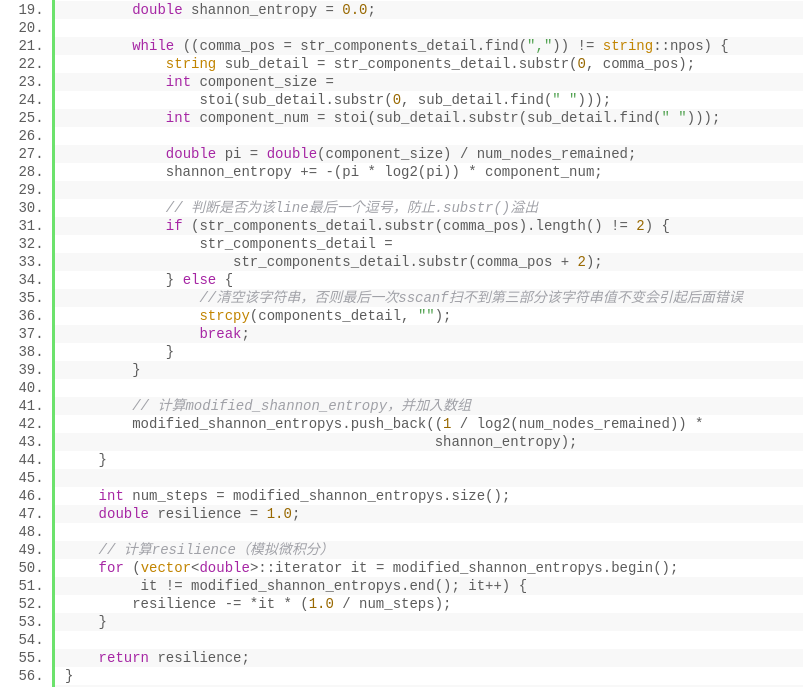 19. double shannon_entropy = 0.0;
20.
21. while ((comma_pos = str_components_detail.find(",")) != string::npos) {
22. string sub_detail = str_components_detail.substr(0, comma_pos);
23. int component_size =
24. stoi(sub_detail.substr(0, sub_detail.find(" ")));
25. int component_num = stoi(sub_detail.substr(sub_detail.find(" ")));
26.
27. double pi = double(component_size) / num_nodes_remained;
28. shannon_entropy += -(pi * log2(pi)) * component_num;
29.
30. // 判断是否为该line最后一个逗号，防止.substr()溢出
31. if (str_components_detail.substr(comma_pos).length() != 2) {
32. str_components_detail =
33. str_components_detail.substr(comma_pos + 2);
34. } else {
35. //清空该字符串，否则最后一次sscanf扫不到第三部分该字符串值不变会引起后面错误
36. strcpy(components_detail, "");
37. break;
38. }
39. }
40.
41. // 计算modified_shannon_entropy，并加入数组
42. modified_shannon_entropys.push_back((1 / log2(num_nodes_remained)) *
43. shannon_entropy);
44. }
45.
46. int num_steps = modified_shannon_entropys.size();
47. double resilience = 1.0;
48.
49. // 计算resilience（模拟微积分）
50. for (vector<double>::iterator it = modified_shannon_entropys.begin();
51. it != modified_shannon_entropys.end(); it++) {
52. resilience -= *it * (1.0 / num_steps);
53. }
54.
55. return resilience;
56. }